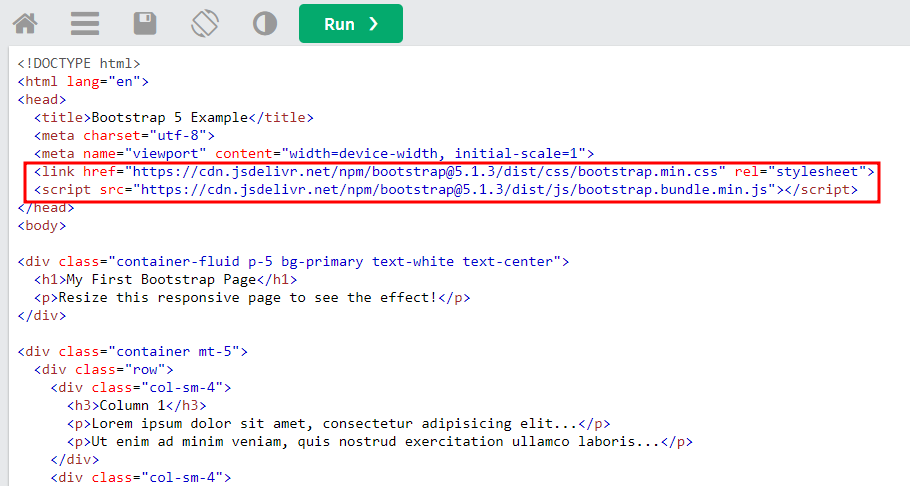 Run ❯
<!DOCTYPE html>
<html lang="en">
<head>
  <title>Bootstrap 5 Example</title>
  <meta charset="utf-8">
  <meta name="viewport" content="width=device-width, initial-scale=1">
  <link href="https://cdn.jsdelivr.net/npm/bootstrap@5.1.3/dist/css/bootstrap.min.css" rel="stylesheet">
  <script src="https://cdn.jsdelivr.net/npm/bootstrap@5.1.3/dist/js/bootstrap.bundle.min.js"></script>
</head>
<body>

<div class="container-fluid p-5 bg-primary text-white text-center">
  <h1>My First Bootstrap Page</h1>
  <p>Resize this responsive page to see the effect!</p>
</div>

<div class="container mt-5">
  <div class="row">
    <div class="col-sm-4">
      <h3>Column 1</h3>
      <p>Lorem ipsum dolor sit amet, consectetur adipisicing elit...</p>
      <p>Ut enim ad minim veniam, quis nostrud exercitation ullamco laboris...</p>
    </div>
    <div class="col-sm-4">